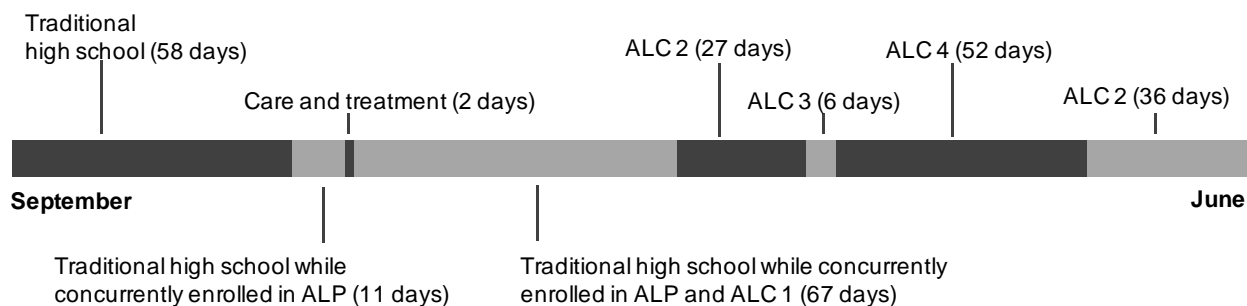 Traditional
high school (58 days)
Care and treatment (2 days)
ALC 2 (27 days)
ALC 3 (6 days)
ALC 4 (52 days)
ALC 2 (36 days)
September
June
Traditional high school while
concurrently enrolled in ALP (11 days)
Traditional high school while concurrently
enrolled in ALP and ALC 1 (67 days)